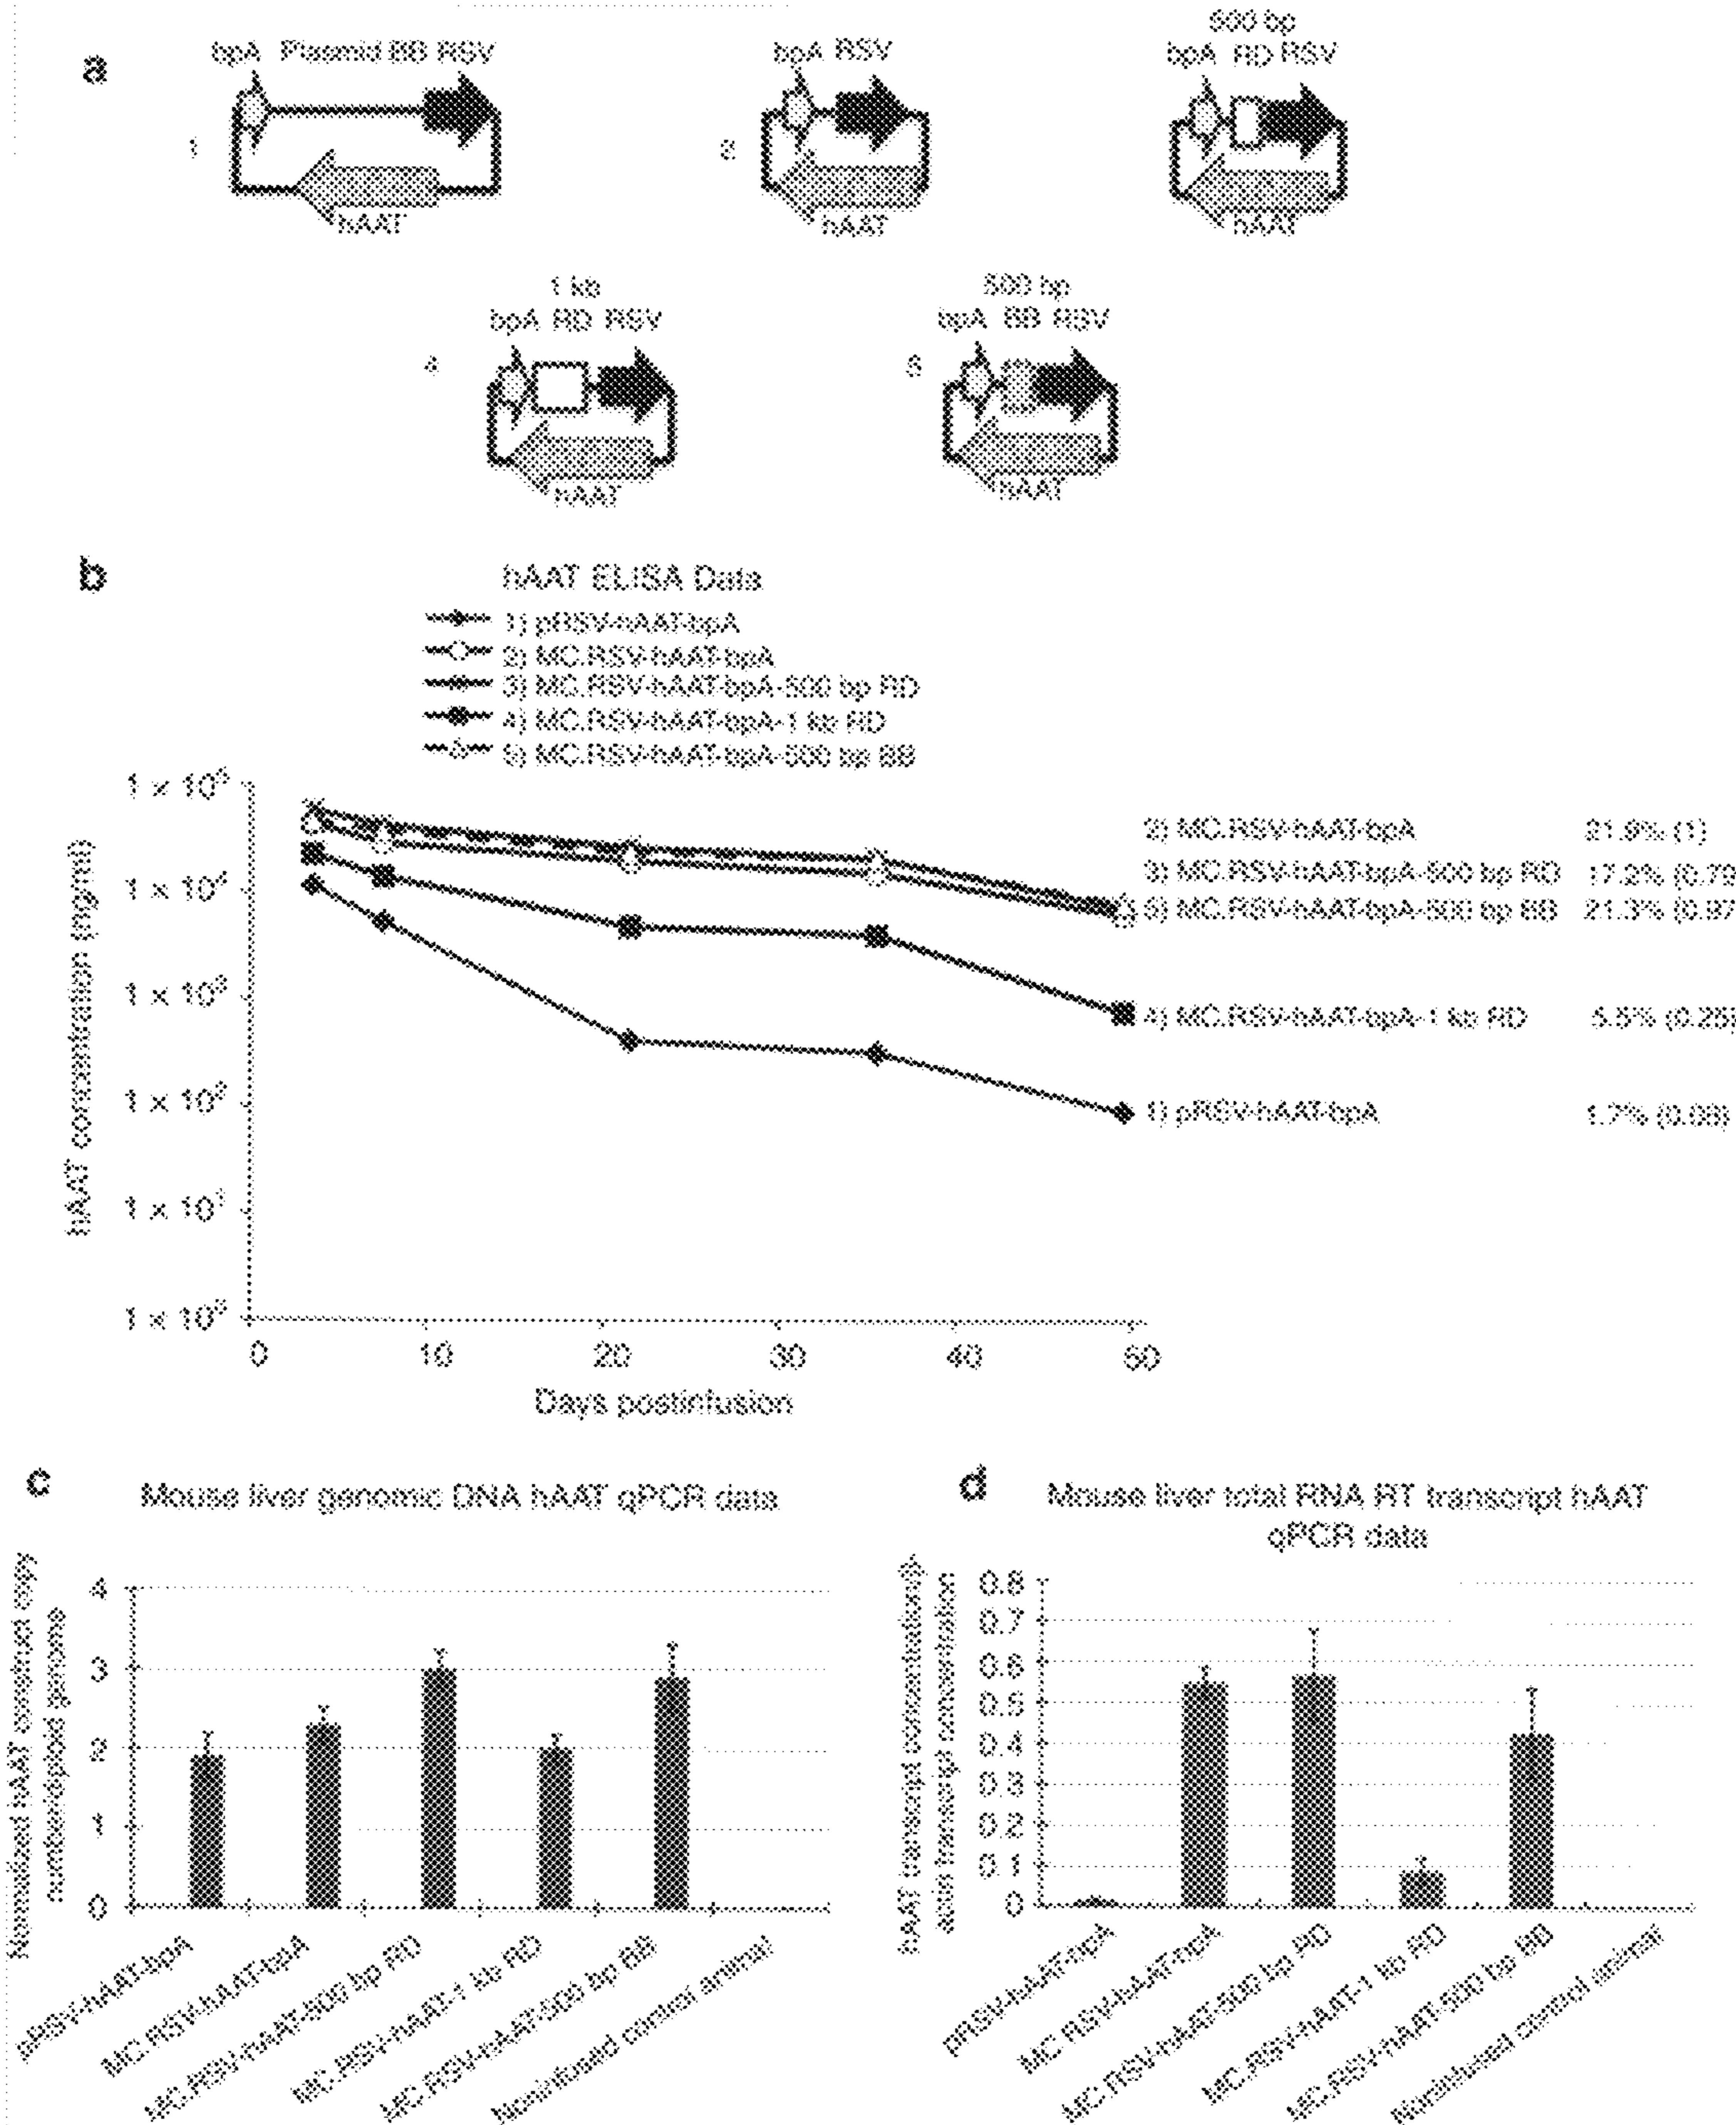 a
bpA Plasmid BB RSV
1
hAAT
bpA RSV
2
hAAT
500 bp
bpA RD RSV
hAAT
1 kb
bpA RD RSV
4
hAAT
500 bp
bpA BB RSV
5
hAAT
b
hAAT ELISA Data
1) pRSV-hAAT-bpA
2) MC.RSV-hAAT-bpA
3) MC.RSV-hAAT-bpA-500 bp RD
4) MC.RSV-hAAT-bpA-1 kb RD
5) MC.RSV-hAAT-bpA-500 bp BB
hAAT concentration (ng/ml)
1 × 10⁵
1 × 10⁴
1 × 10³
1 × 10²
1 × 10¹
1 × 10⁰
0 10 20 30 40 50
Days postinfusion
2) MC.RSV-hAAT-bpA 21.9% (1)
3) MC.RSV-hAAT-bpA-500 bp RD 17.2% (0.79
5) MC.RSV-hAAT-bpA-500 bp BB 21.3% (0.97
4) MC.RSV-hAAT-bpA-1 kb RD 5.5% (0.25)
1) pRSV-hAAT-bpA 1.7% (0.08)
c
Mouse liver genomic DNA hAAT qPCR data
Normalized hAAT construct copy
number/diploid genome
4
3
2
1
0
pRSV-hAAT-bpA
MC.RSV-hAAT-bpA
MC.RSV-hAAT-500 bp RD
MC.RSV-hAAT-1 kb RD
MC.RSV-hAAT-500 bp BB
Noninfused control animal
d
Mouse liver total RNA RT transcript hAAT
qPCR data
hAAT transcript concentration/β-
actin transcript concentration
0.8
0.7
0.6
0.5
0.4
0.3
0.2
0.1
0
pRSV-hAAT-bpA
MC.RSV-hAAT-bpA
MC.RSV-hAAT-500 bp RD
MC.RSV-hAAT-1 kb RD
MC.RSV-hAAT-500 bp BB
Noninfused control animal